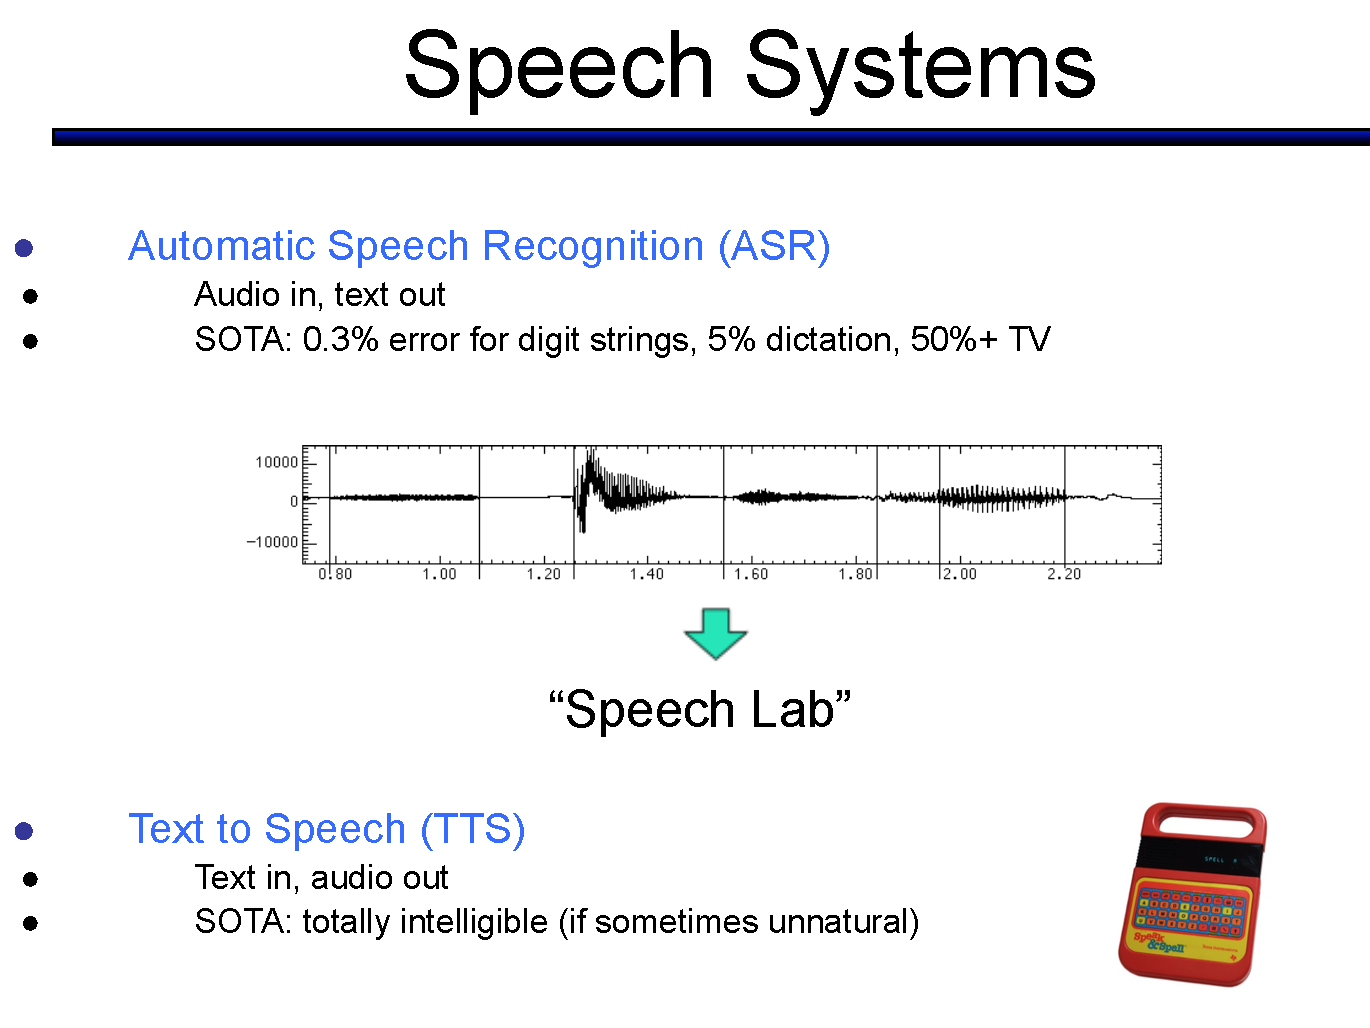 Speech Systems
● Automatic Speech Recognition (ASR)
● Audio in, text out
● SOTA: 0.3% error for digit strings, 5% dictation, 50%+ TV
10000
0
−10000
0.80 1.00 1.20 1.40 1.60 1.80 2.00 2.20
“Speech Lab”
● Text to Speech (TTS)
● Text in, audio out
● SOTA: totally intelligible (if sometimes unnatural)
SPELL
Speak
&Spell